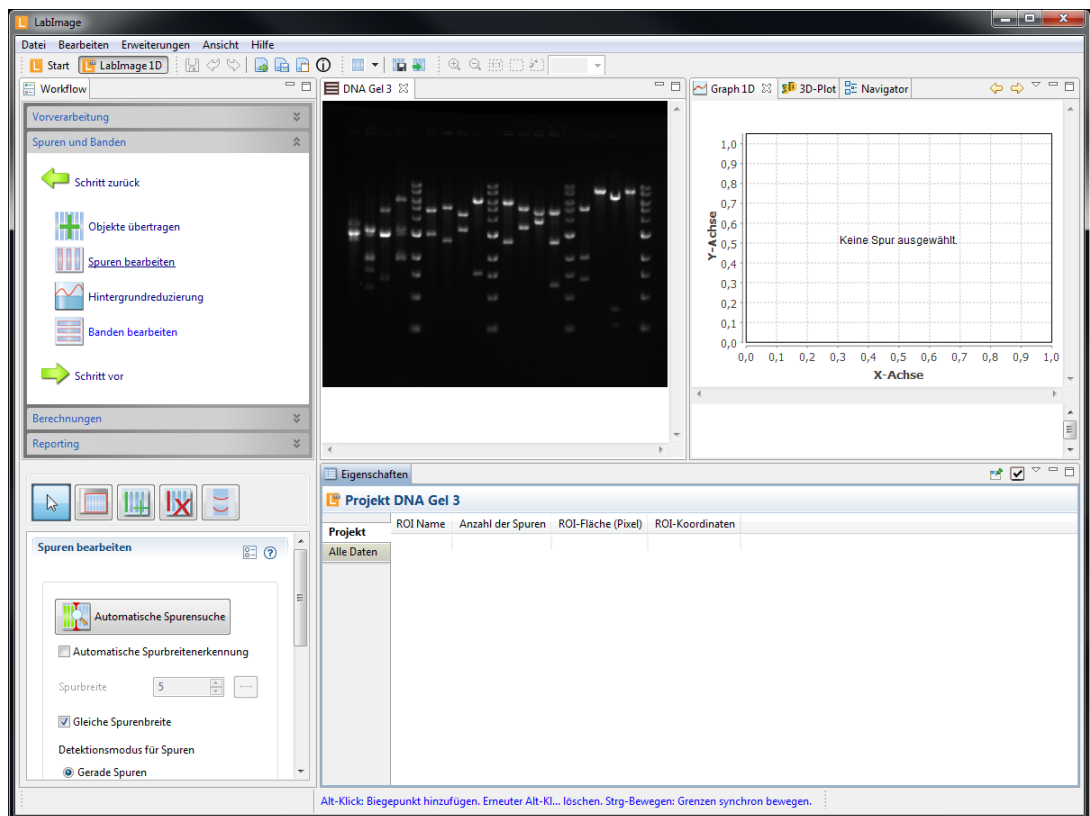 LabImage
Datei Bearbeiten Erweiterungen Ansicht Hilfe
Start LabImage 1D
Workflow
Vorverarbeitung
Spuren und Banden
Schritt zurück
Objekte übertragen
Spuren bearbeiten
Hintergrundreduzierung
Banden bearbeiten
Schritt vor
Berechnungen
Reporting
DNA Gel 3
Graph 1D 3D-Plot Navigator
1,0
0,9
0,8
0,7
0,6
0,5
0,4
0,3
0,2
0,1
0,0
Y-Achse
Keine Spur ausgewählt.
0,0 0,1 0,2 0,3 0,4 0,5 0,6 0,7 0,8 0,9 1,0
X-Achse
Spuren bearbeiten
Automatische Spurensuche
Automatische Spurbreitenerkennung
Spurbreite 5
Gleiche Spurenbreite
Detektionsmodus für Spuren
Gerade Spuren
Eigenschaften
Projekt DNA Gel 3
Projekt
Alle Daten
ROI Name Anzahl der Spuren ROI-Fläche (Pixel) ROI-Koordinaten
Alt-Klick: Biegepunkt hinzufügen. Erneuter Alt-Kl... löschen. Strg-Bewegen: Grenzen synchron bewegen.